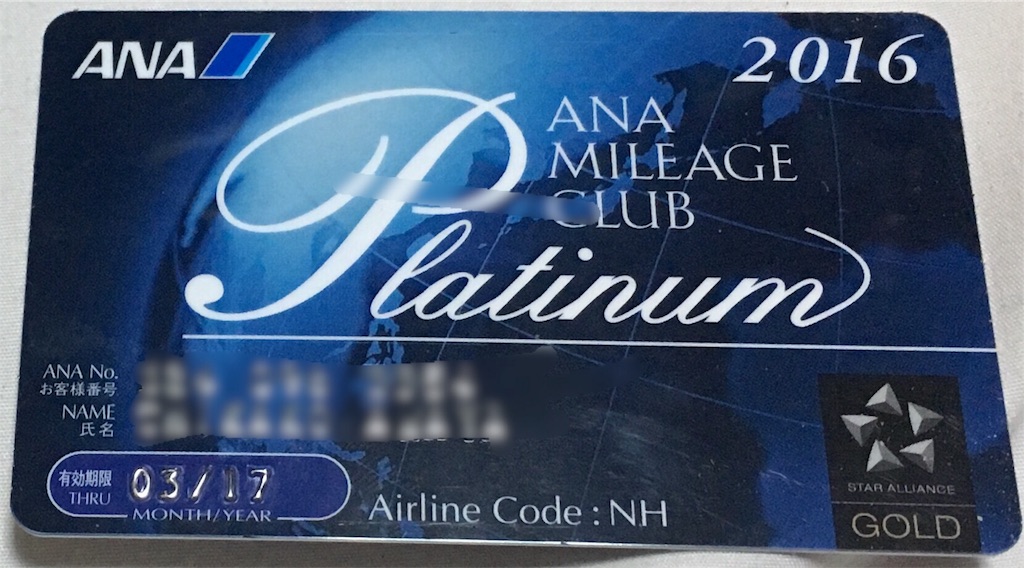 ANA
2016
ANA
MILEAGE
CLUB
Platinum
ANA No.
お客様番号
NAME
氏名
有効期限
THRU
03/17
MONTH/YEAR
Airline Code : NH
STAR ALLIANCE
GOLD